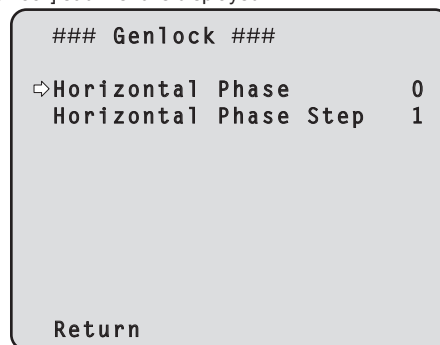 ### Genlock ###
⇨Horizontal Phase 0
Horizontal Phase Step 1
Return